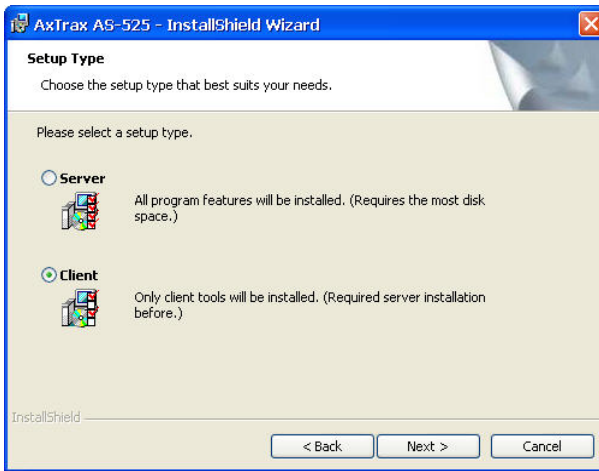 AxTrax AS-525 - InstallShield Wizard
Setup Type
Choose the setup type that best suits your needs.
Please select a setup type.
Server
All program features will be installed. (Requires the most disk
space.)
Client
Only client tools will be installed. (Required server installation
before.)
InstallShield
< Back Next > Cancel